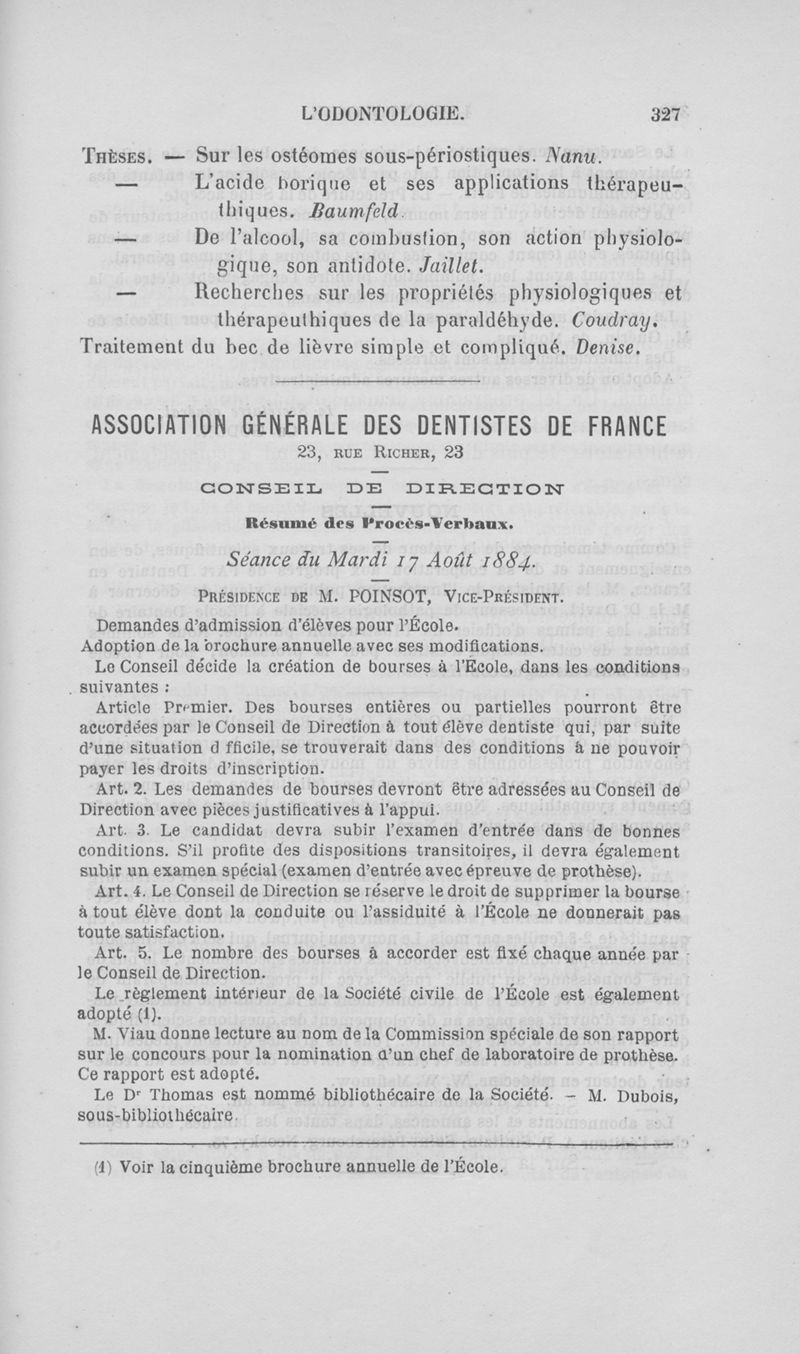 L'ODONTOLOGIE. 327
THÈSES. — Sur les ostéomes sous-périostiques. Nanu.
— L'acide borique et ses applications thérapeu-
thiques. Baumfeld.
— De l'alcool, sa combustion, son action physiolo-
gique, son antidote. Jaillet.
— Recherches sur les propriétés physiologiques et
thérapeuthiques de la paraldéhyde. Coudray.
Traitement du bec de lièvre simple et compliqué. Denise.
ASSOCIATION GÉNÉRALE DES DENTISTES DE FRANCE
23, RUE RICHER, 23
CONSEIL DE DIRECTION
Résumé des Procès-Verbaux.
Séance du Mardi 17 Août 1884.
PRÉSIDENCE DE M. POINSOT, VICE-PRÉSIDENT.
Demandes d'admission d'élèves pour l'École.
Adoption de la brochure annuelle avec ses modifications.
Le Conseil décide la création de bourses à l'École, dans les conditions
suivantes :
Article Premier. Des bourses entières ou partielles pourront être
accordées par le Conseil de Direction à tout élève dentiste qui, par suite
d'une situation d fficile, se trouverait dans des conditions à ne pouvoir
payer les droits d'inscription.
Art. 2. Les demandes de bourses devront être adressées au Conseil de
Direction avec pièces justificatives à l'appui.
Art. 3. Le candidat devra subir l'examen d'entrée dans de bonnes
conditions. S'il profite des dispositions transitoires, il devra également
subir un examen spécial (examen d'entrée avec épreuve de prothèse).
Art. 4. Le Conseil de Direction se réserve le droit de supprimer la bourse
à tout élève dont la conduite ou l'assiduité à l'École ne donnerait pas
toute satisfaction.
Art. 5. Le nombre des bourses à accorder est fixé chaque année par
le Conseil de Direction.
Le règlement intérieur de la Société civile de l'École est également
adopté (1).
M. Viau donne lecture au nom de la Commission spéciale de son rapport
sur le concours pour la nomination d'un chef de laboratoire de prothèse.
Ce rapport est adopté.
Le Dr Thomas est nommé bibliothécaire de la Société. — M. Dubois,
sous-bibliothécaire.
(1) Voir la cinquième brochure annuelle de l'École.